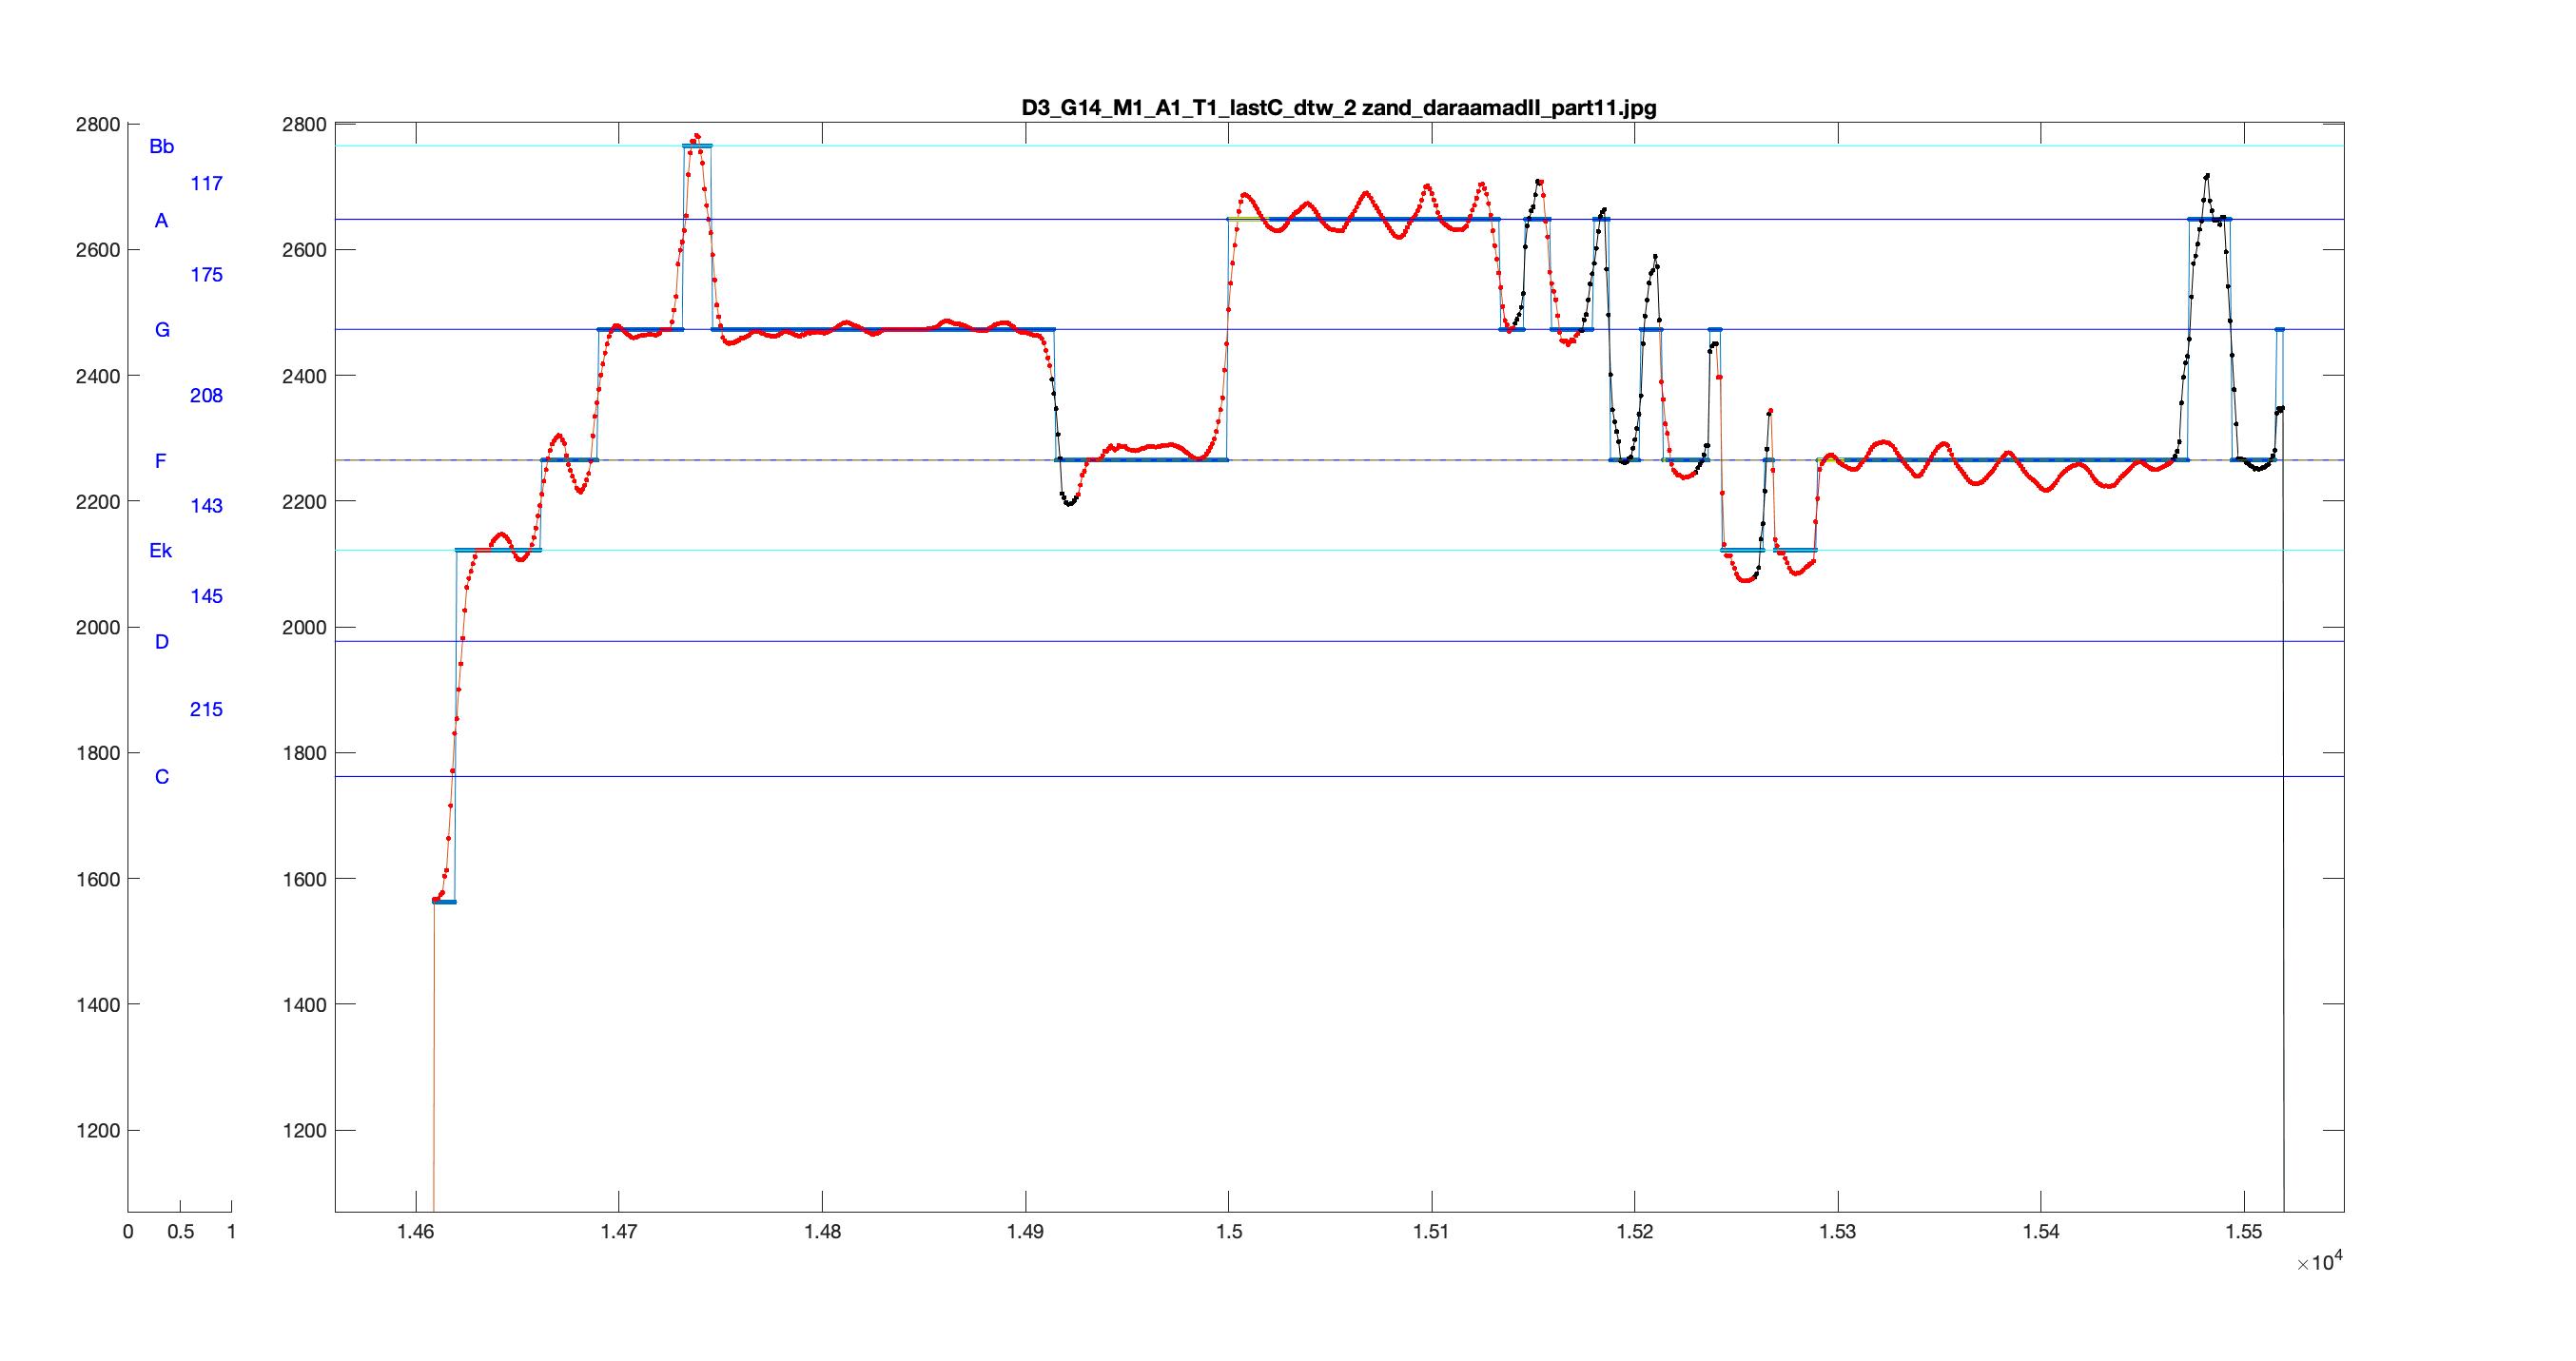 D3_G14_M1_A1_T1_lastC_dtw_2 zand_daraamadII_part11.jpg
2800 2800
Bb
117
A
2600 2600
175
G
2400 2400
208
F
2200 143 2200
Ek
145
2000 2000
D
215
1800 1800
C
1600 1600
1400 1400
1200 1200
0 0.5 1 1.46 1.47 1.48 1.49 1.5 1.51 1.52 1.53 1.54 1.55
×10^4